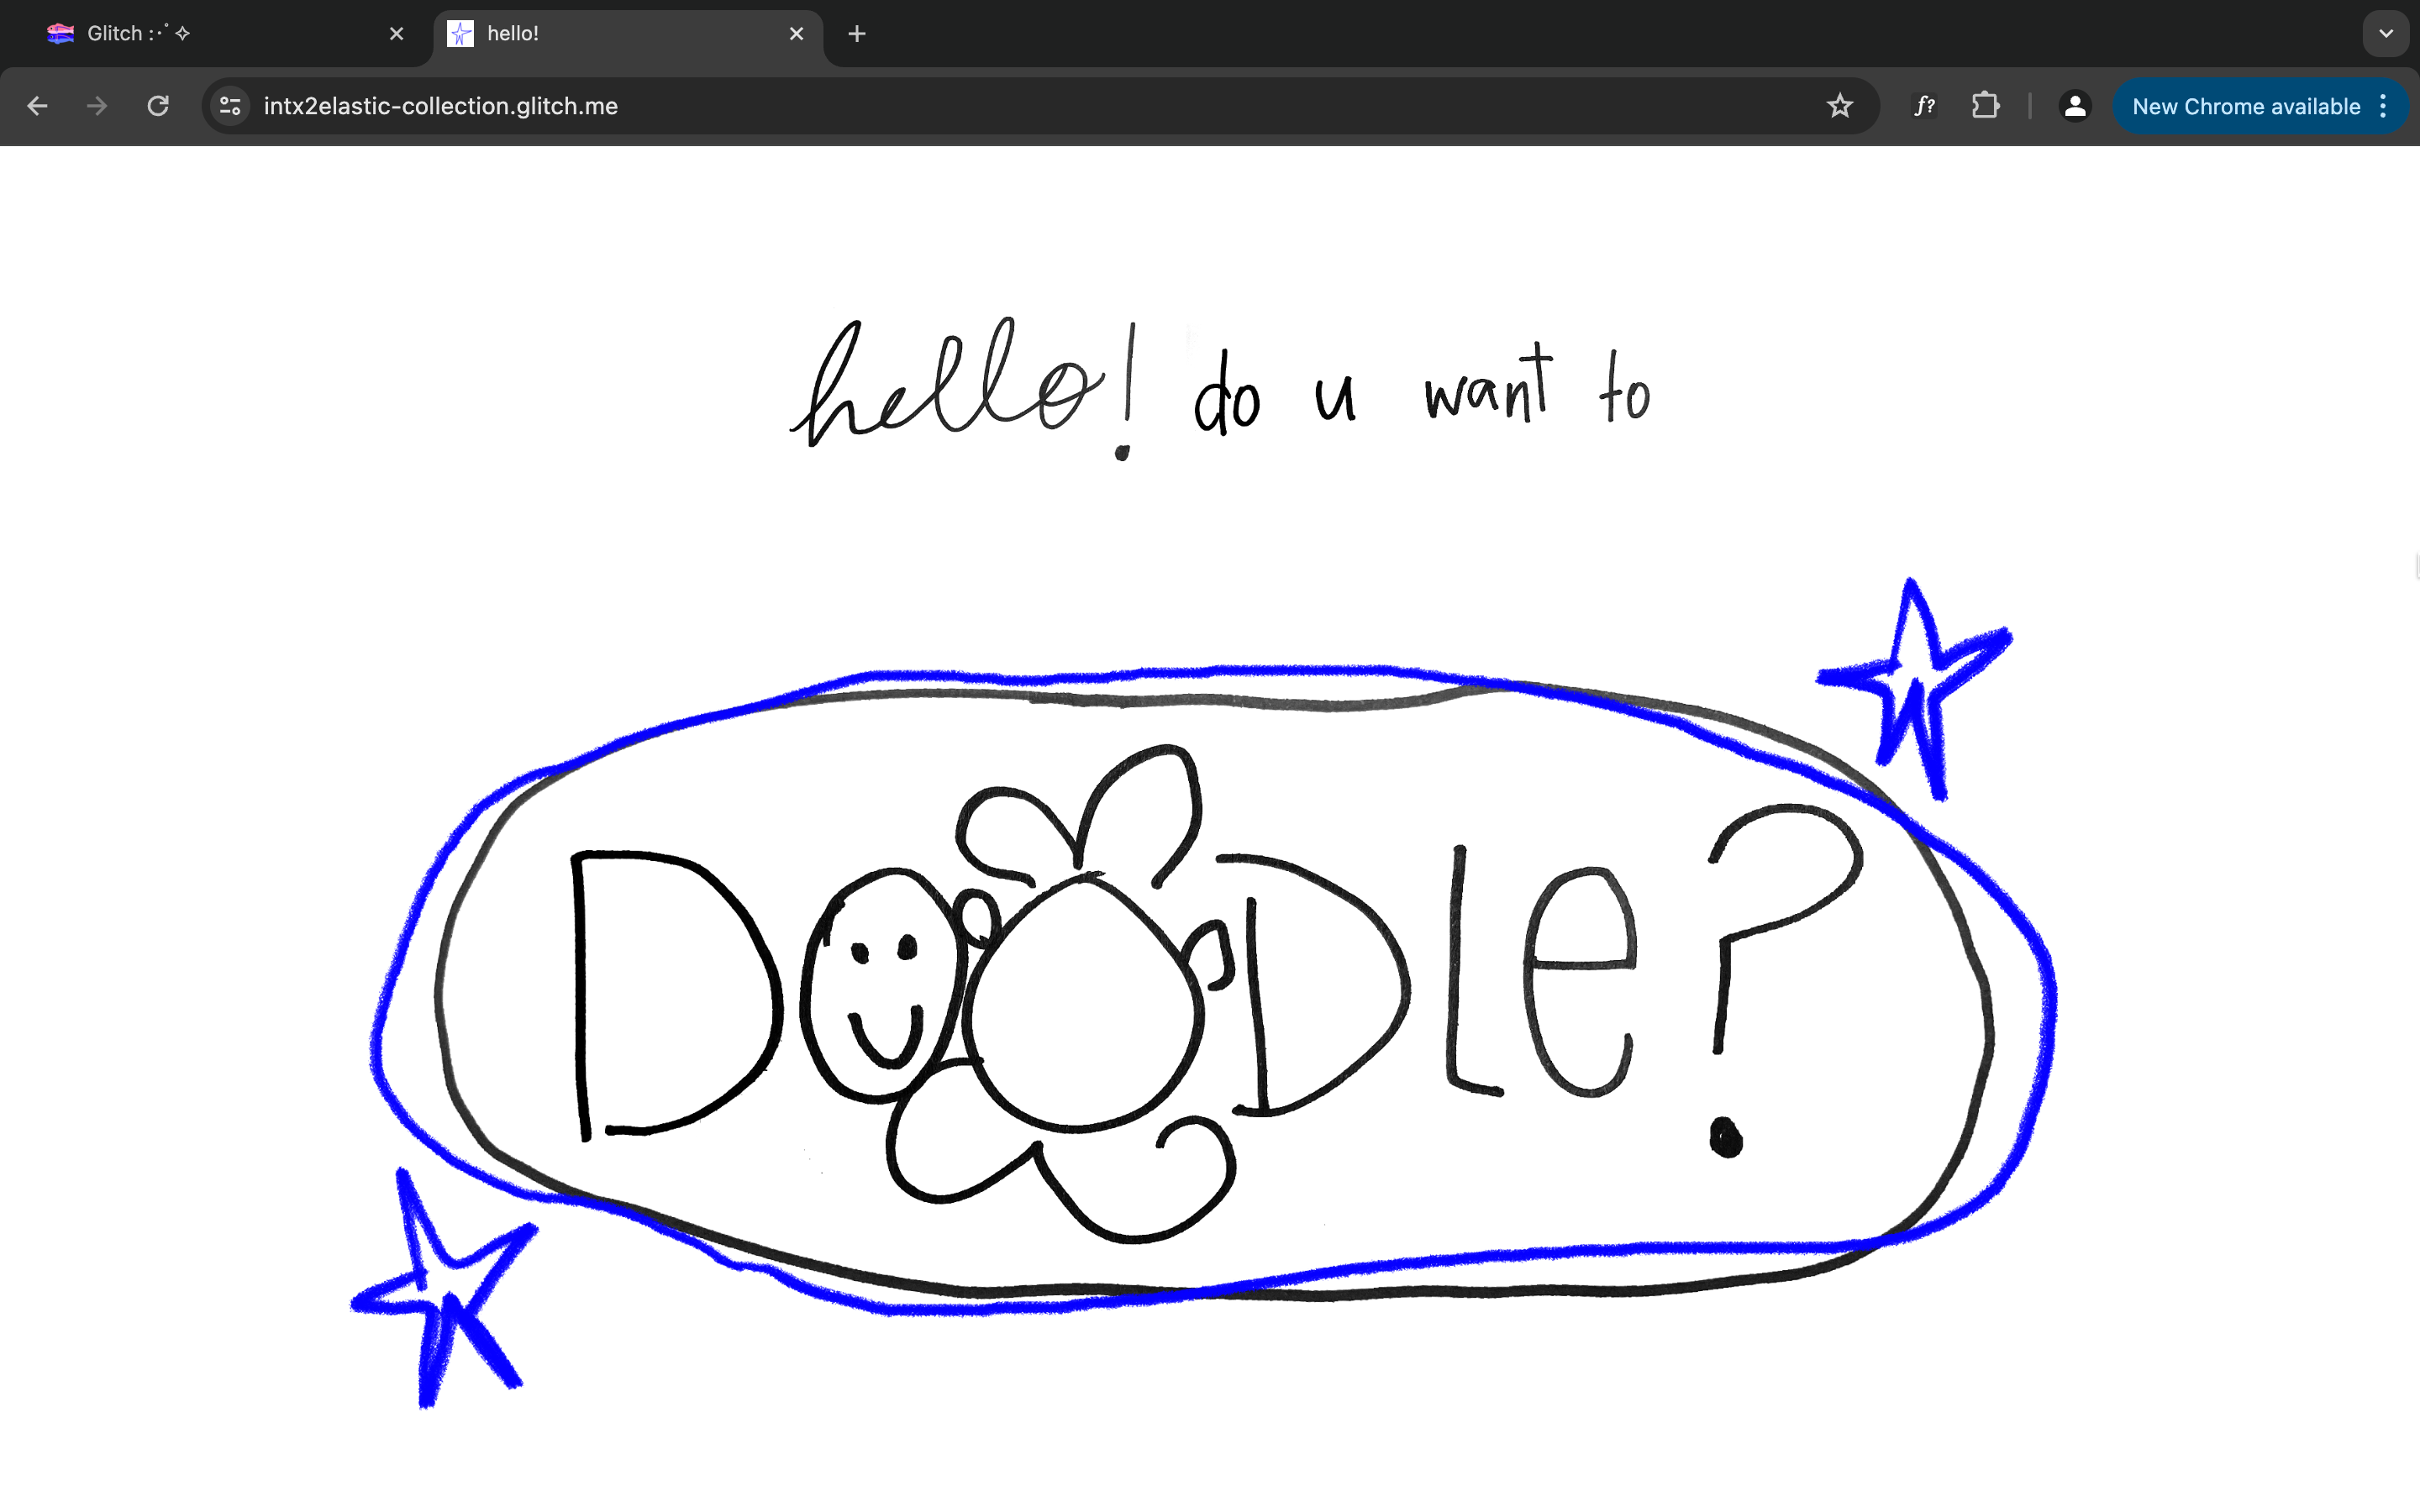 Glitch :·˚✧
hello!
intx2elastic-collection.glitch.me
f?
New Chrome available
hello! do u want to
DooDle?